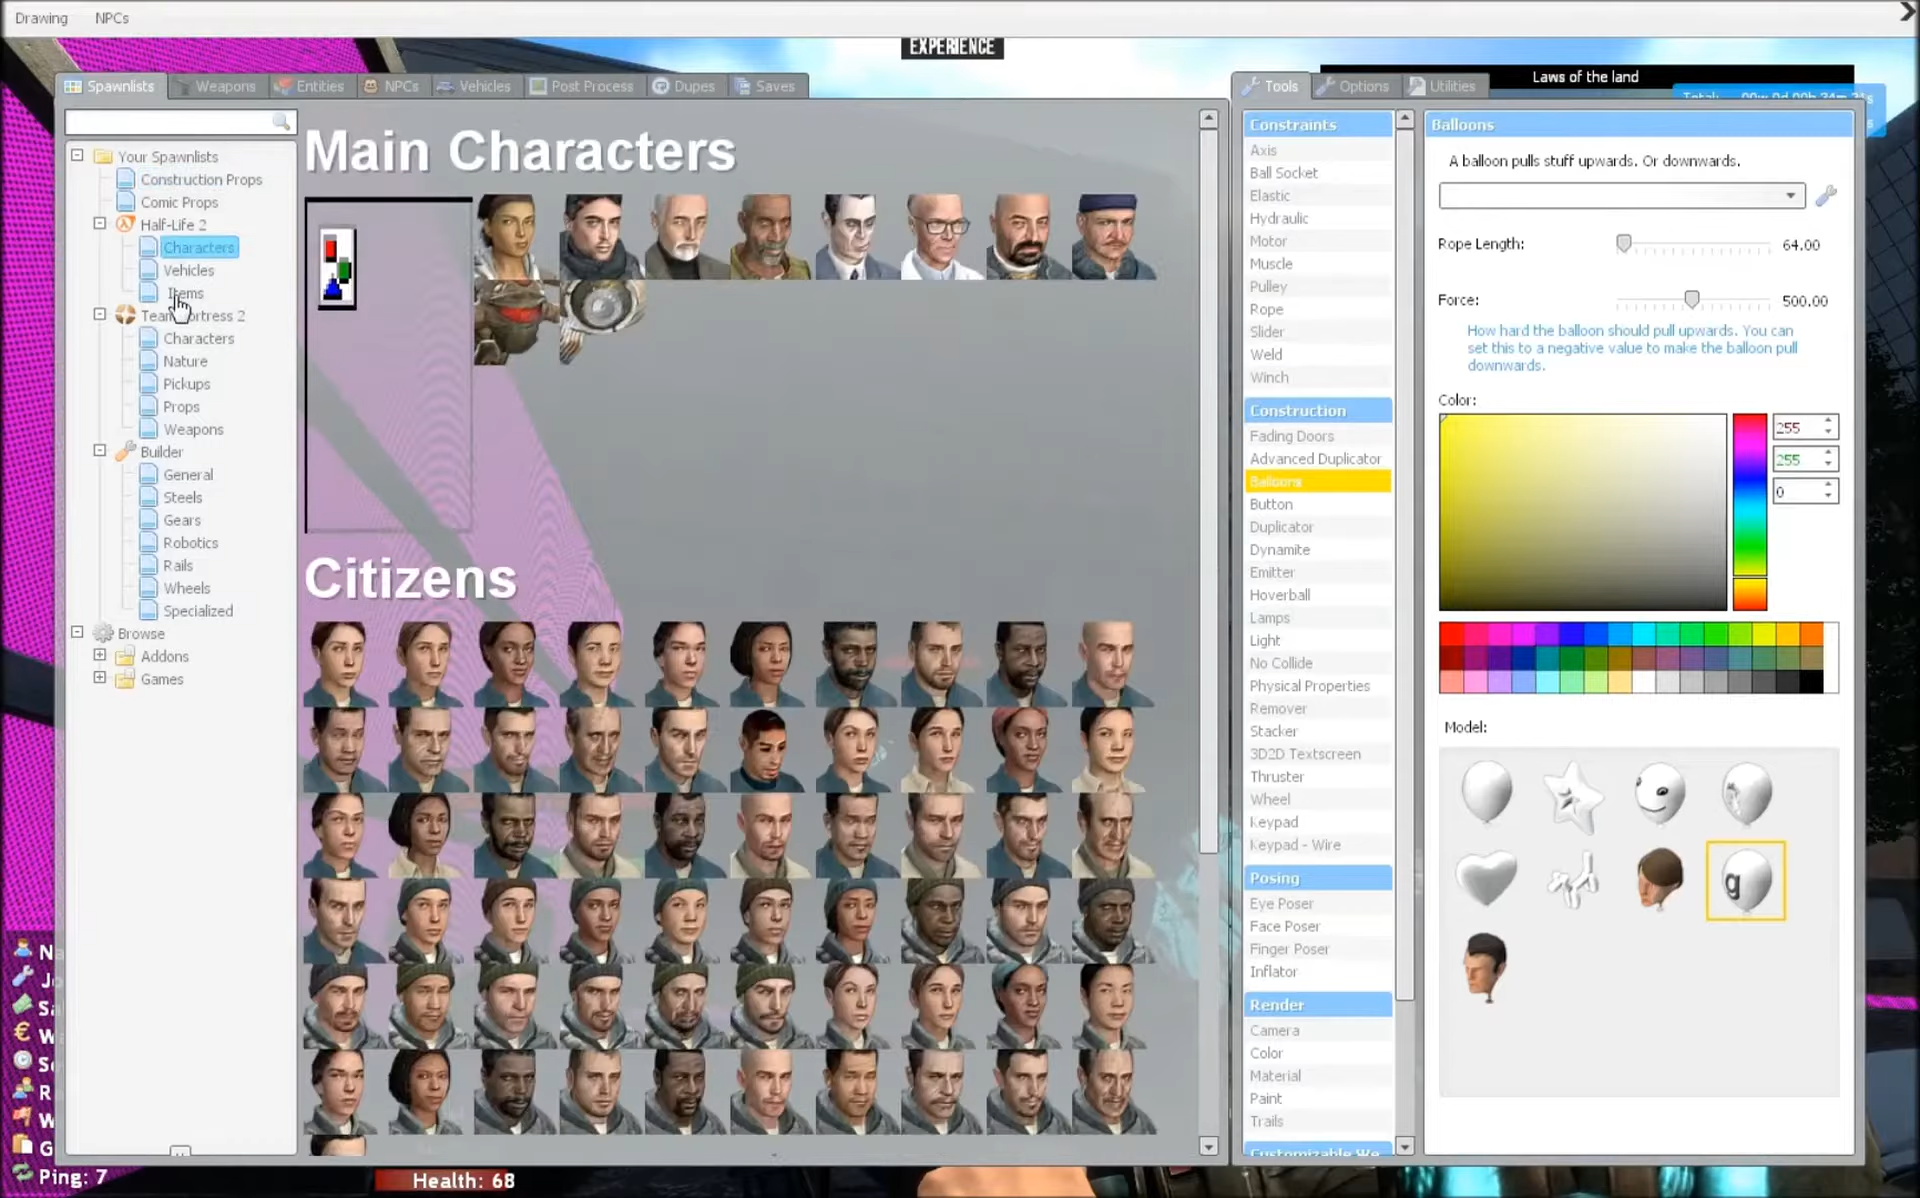 Drawing NPCs
EXPERIENCE
Laws of the land
Spawnlists Weapons Entities NPCs Vehicles Post Process Dupes Saves
Tools Options Utilities
Your Spawnlists
Construction Props
Comic Props
Half-Life 2
Characters
Vehicles
Items
Team Fortress 2
Characters
Nature
Pickups
Props
Weapons
Builder
General
Steels
Gears
Robotics
Rails
Wheels
Specialized
Browse
Addons
Games
Main Characters
Citizens
Constraints
Axis
Ball Socket
Elastic
Hydraulic
Motor
Muscle
Pulley
Rope
Slider
Weld
Winch
Construction
Fading Doors
Advanced Duplicator
Balloons
Button
Duplicator
Dynamite
Emitter
Hoverball
Lamps
Light
No Collide
Physical Properties
Remover
Stacker
3D2D Textscreen
Thruster
Wheel
Keypad
Keypad - Wire
Posing
Eye Poser
Face Poser
Finger Poser
Inflator
Render
Camera
Color
Material
Paint
Trails
Customizable We
Balloons
A balloon pulls stuff upwards. Or downwards.
Rope Length: 64.00
Force: 500.00
How hard the balloon should pull upwards. You can
set this to a negative value to make the balloon pull
downwards.
Color:
255
255
0
Model:
g
Ping: 7
Health: 68